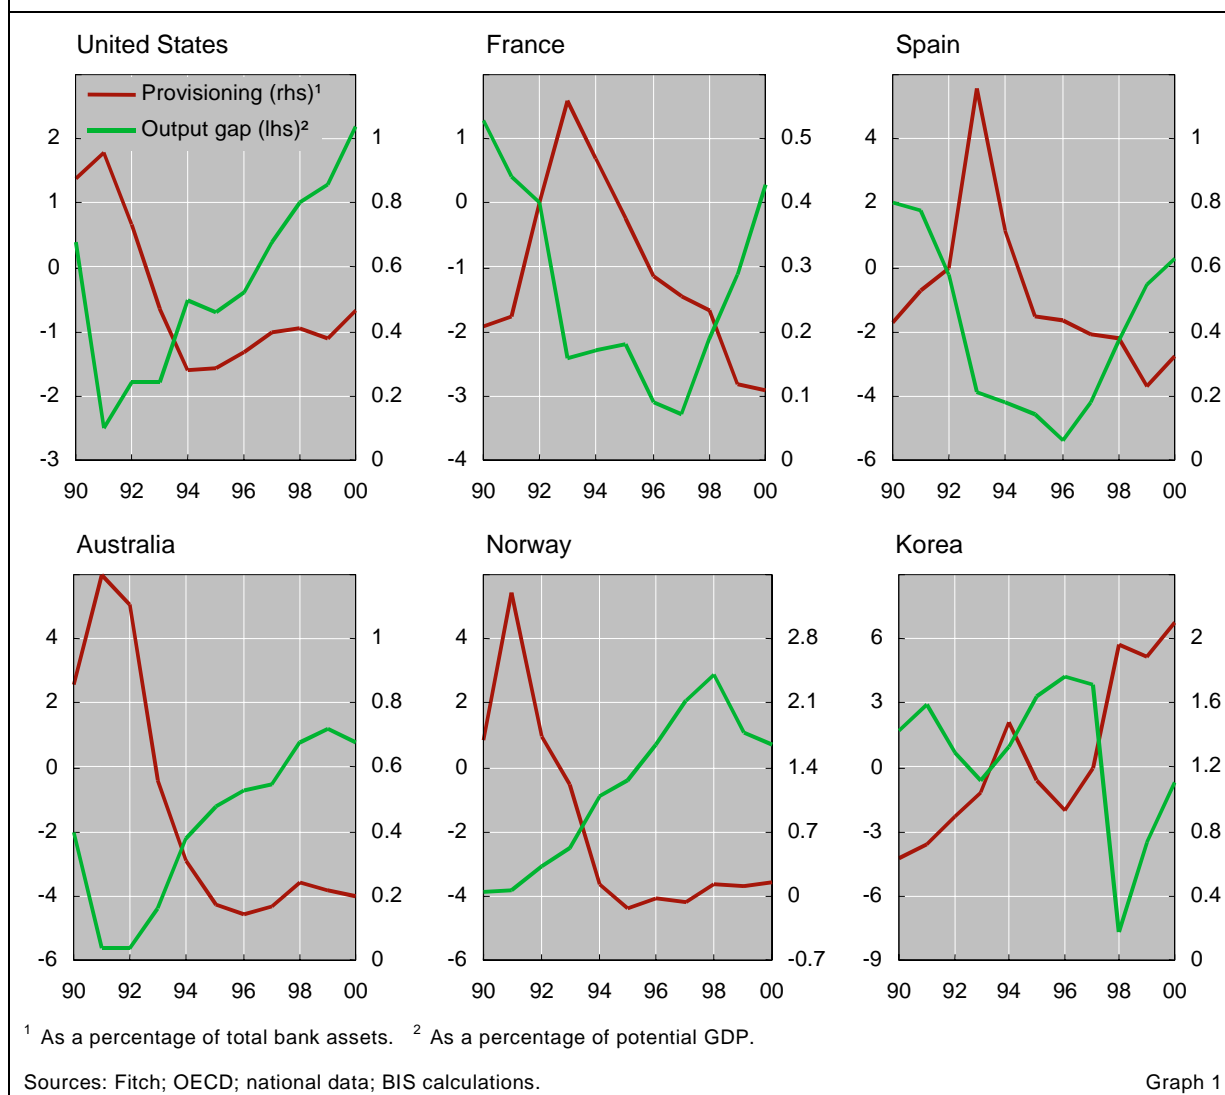 United States France Spain
Provisioning (rhs)¹
Output gap (lhs)²
2 1 1 0.5 4 1
1 0.8 0 0.4 2 0.8
0 0.6 -1 0.3 0 0.6
-1 0.4 -2 0.2 -2 0.4
-2 0.2 -3 0.1 -4 0.2
-3 0 -4 0 -6 0
90 92 94 96 98 00 90 92 94 96 98 00 90 92 94 96 98 00
Australia Norway Korea
4 1 4 2.8 6 2
2 0.8 2 2.1 3 1.6
0 0.6 0 1.4 0 1.2
-2 0.4 -2 0.7 -3 0.8
-4 0.2 -4 0 -6 0.4
-6 0 -6 -0.7 -9 0
90 92 94 96 98 00 90 92 94 96 98 00 90 92 94 96 98 00
¹ As a percentage of total bank assets. ² As a percentage of potential GDP.
Sources: Fitch; OECD; national data; BIS calculations. Graph 1